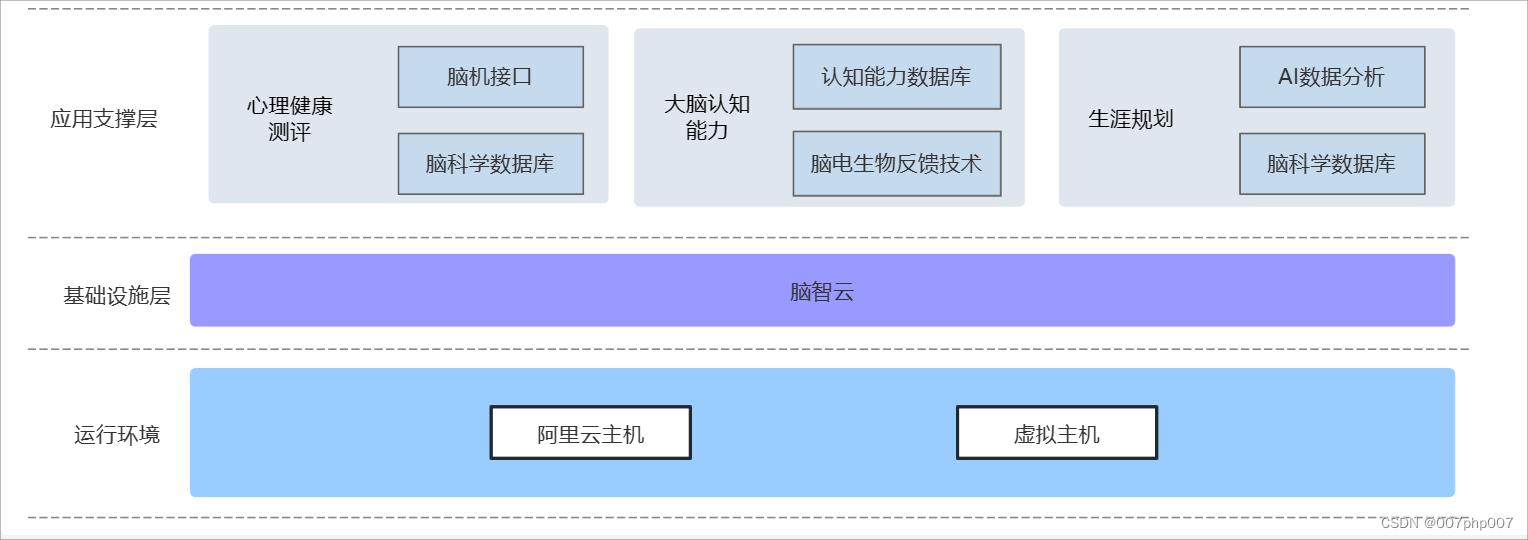 应用支撑层
心理健康
测评
脑机接口
脑科学数据库
大脑认知
能力
认知能力数据库
脑电生物反馈技术
生涯规划
AI数据分析
脑科学数据库
基础设施层
脑智云
运行环境
阿里云主机
虚拟主机
CSDN @007php007